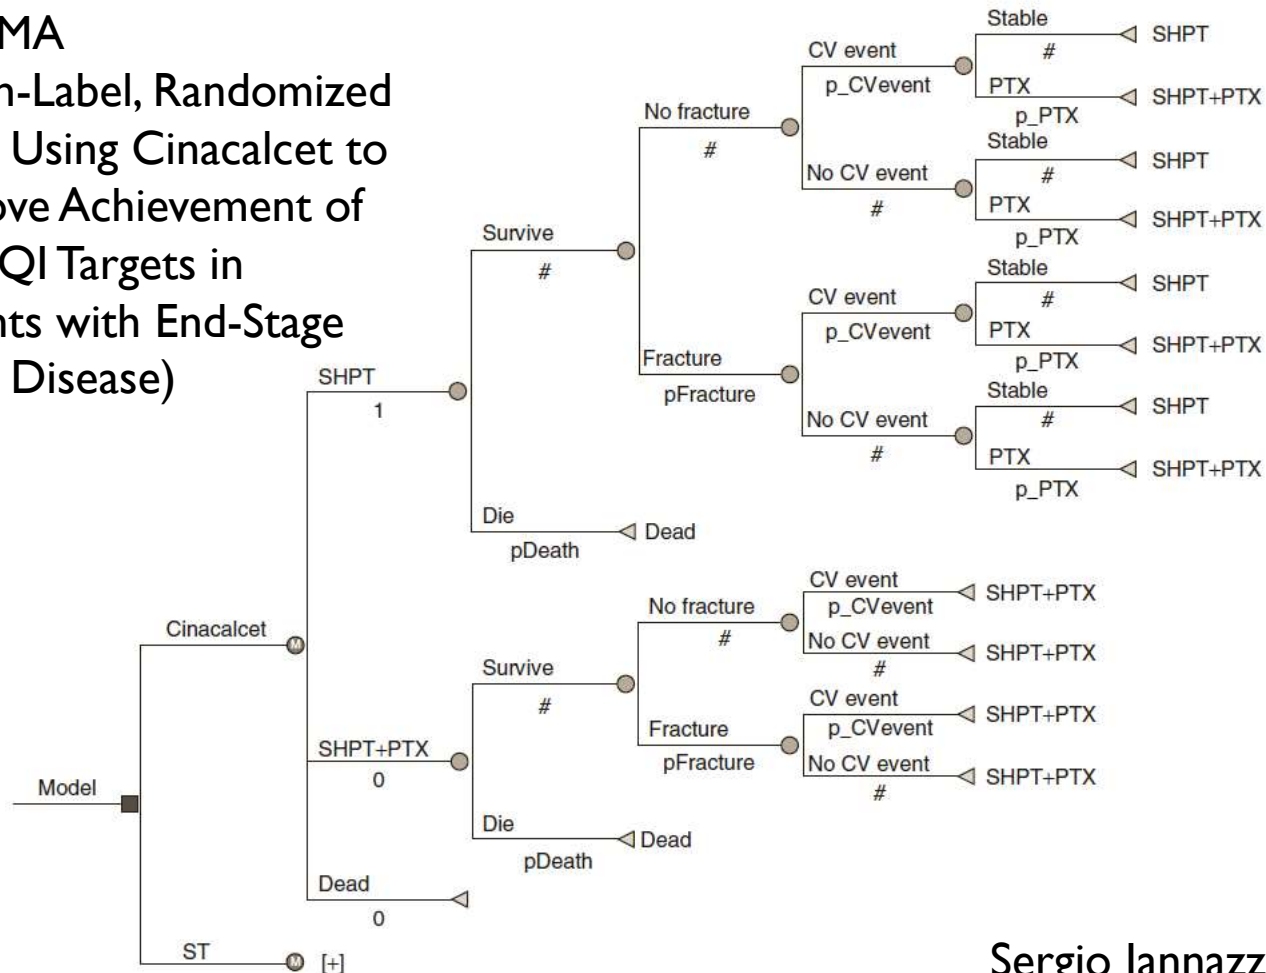 MA
n-Label, Randomized
Using Cinacalcet to
ove Achievement of
QI Targets in
nts with End-Stage
Disease)
Stable
#
SHPT
CV event
p_CVevent
PTX
p_PTX
SHPT+PTX
No fracture
#
Stable
#
SHPT
No CV event
#
PTX
p_PTX
SHPT+PTX
Survive
#
Stable
#
SHPT
CV event
p_CVevent
PTX
p_PTX
SHPT+PTX
Fracture
pFracture
SHPT
1
Stable
#
SHPT
No CV event
#
PTX
p_PTX
SHPT+PTX
Die
pDeath
Dead
CV event
p_CVevent
SHPT+PTX
No fracture
#
Cinacalcet
M
No CV event
#
SHPT+PTX
Survive
#
CV event
p_CVevent
SHPT+PTX
Fracture
pFracture
SHPT+PTX
0
No CV event
#
SHPT+PTX
Model
Die
pDeath
Dead
Dead
0
ST
M
[+]
Sergio Iannazz